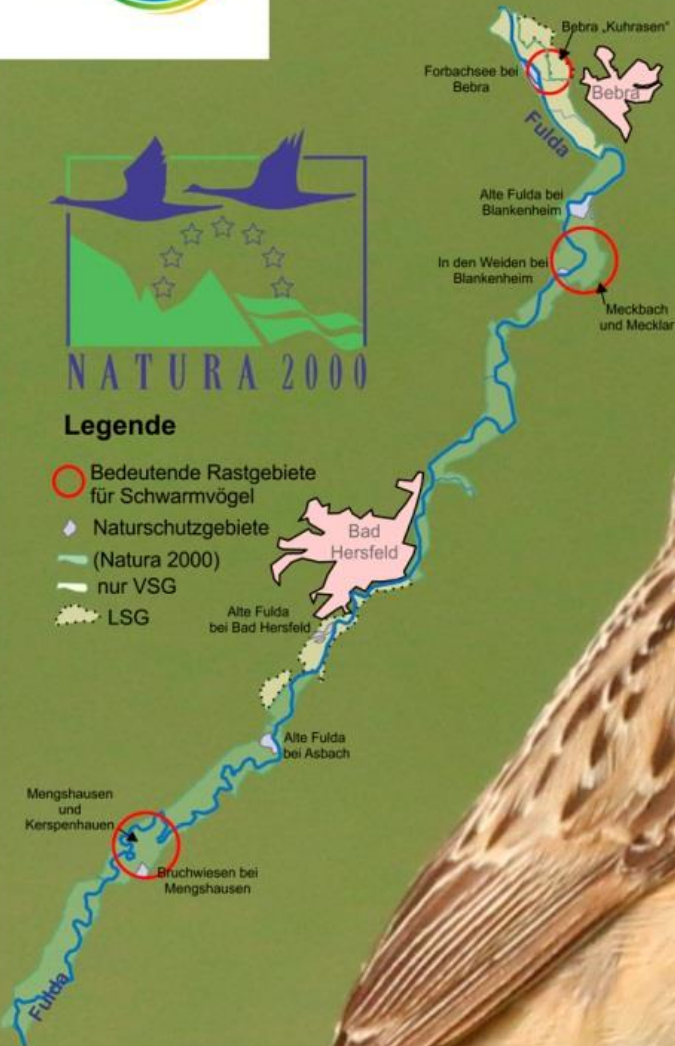 Bebra „Kuhrasen"
Forbachsee bei
Bebra
Bebra
Fulda
Alte Fulda bei
Blankenheim
In den Weiden bei
Blankenheim
Meckbach
und Mecklar
NATURA 2000
Legende
Bedeutende Rastgebiete
für Schwarmvögel
Naturschutzgebiete
(Natura 2000)
nur VSG
LSG
Bad
Hersfeld
Alte Fulda
bei Bad Hersfeld
Alte Fulda
bei Asbach
Mengshausen
und
Kerspenhauen
Bruchwiesen bei
Mengshausen
Fulda